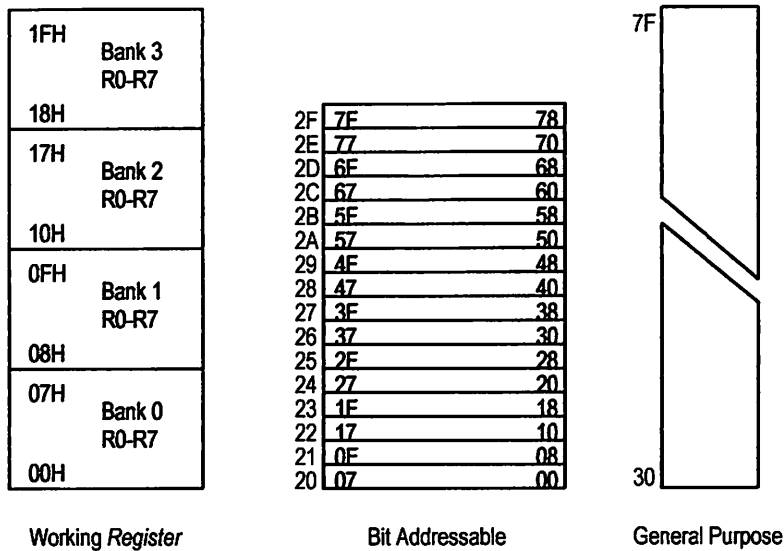 1FH
Bank 3
R0-R7
18H
17H
Bank 2
R0-R7
10H
0FH
Bank 1
R0-R7
08H
07H
Bank 0
R0-R7
00H
Working Register
2F 7F 78
2E 77 70
2D 6F 68
2C 67 60
2B 5F 58
2A 57 50
29 4F 48
28 47 40
27 3F 38
26 37 30
25 2F 28
24 27 20
23 1F 18
22 17 10
21 0F 08
20 07 00
Bit Addressable
7F
30
General Purpose